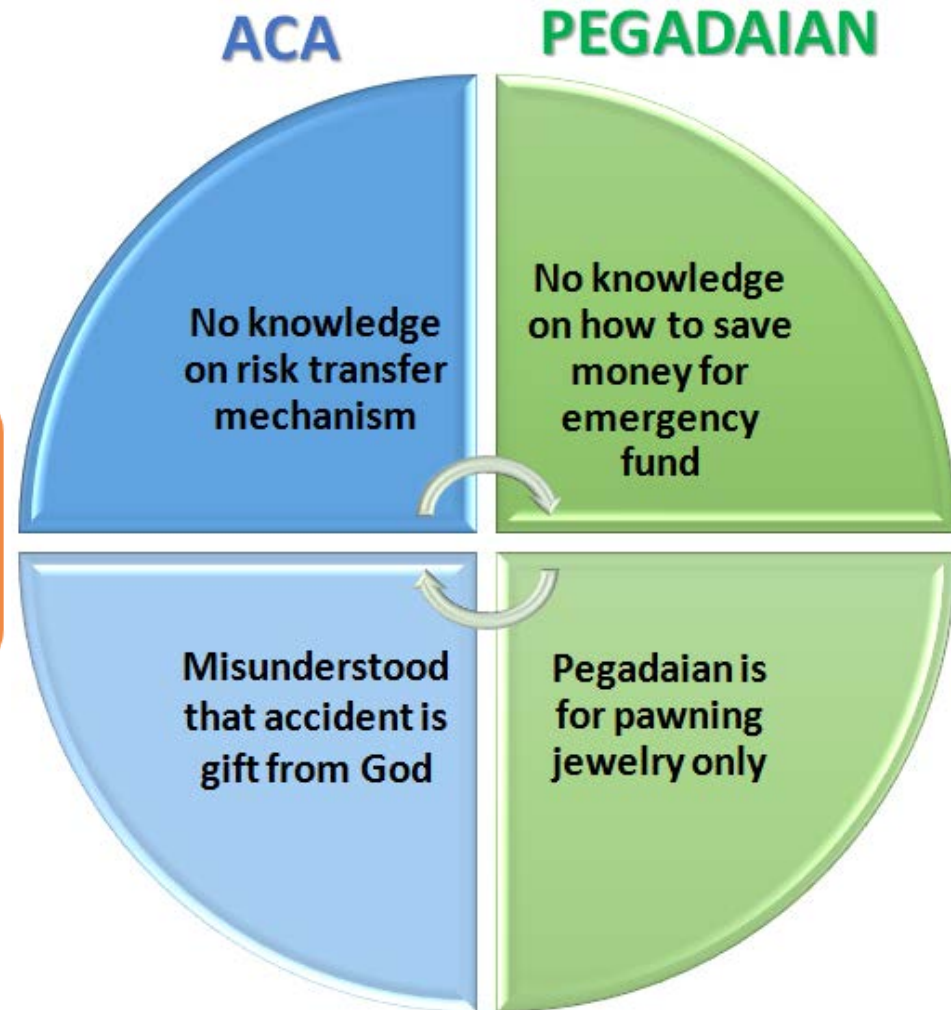 ACA
PEGADAIAN
No knowledge
on risk transfer
mechanism
No knowledge
on how to save
money for
emergency
fund
Misunderstood
that accident is
gift from God
Pegadaian is
for pawning
jewelry only